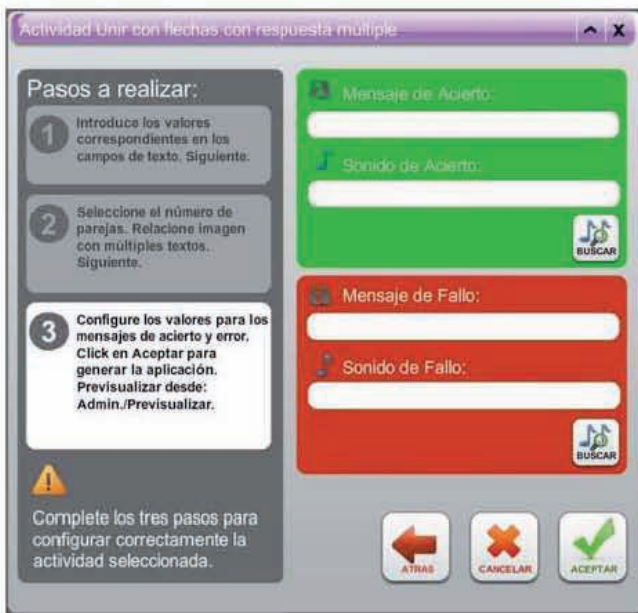 Actividad Unir con flechas con respuesta múltiple
X
Pasos a realizar:
1
Introduce los valores
correspondientes en los
campos de texto. Siguiente.
2
Seleccione el número de
parejas. Relacione imagen
con múltiples textos.
Siguiente.
3
Configure los valores para los
mensajes de acierto y error.
Click en Aceptar para
generar la aplicación.
Previsualizar desde:
Admin./Previsualizar.
Complete los tres pasos para
configurar correctamente la
actividad seleccionada.
Mensaje de Acierto:
Sonido de Acierto:
BUSCAR
Mensaje de Fallo:
Sonido de Fallo:
BUSCAR
ATRAS
CANCELAR
ACEPTAR